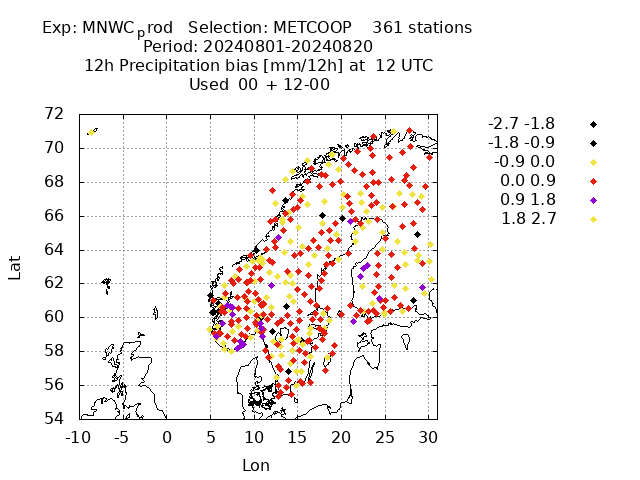 Exp: MNWCprod Selection: METCOOP 361 stations
Period: 20240801-20240820
12h Precipitation bias [mm/12h] at 12 UTC
Used 00 + 12-00
-2.7 -1.8
-1.8 -0.9
-0.9 0.0
0.0 0.9
0.9 1.8
1.8 2.7
72
70
68
66
64
62
60
58
56
54
Lat
-10 -5 0 5 10 15 20 25 30
Lon